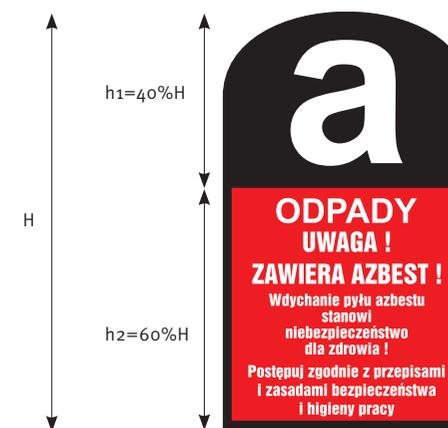 a
h1=40%H
H
ODPADY
UWAGA !
ZAWIERA AZBEST !
Wdychanie pyłu azbestu
stanowi
niebezpieczeństwo
dla zdrowia !
h2=60%H
Postępuj zgodnie z przepisami
i zasadami bezpieczeństwa
i higieny pracy